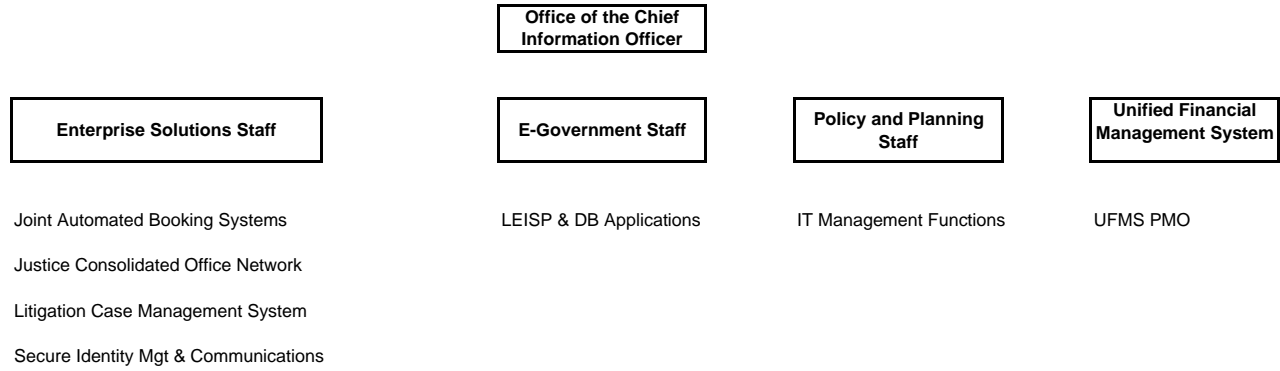 Office of the Chief
Information Officer
Enterprise Solutions Staff
E-Government Staff
Policy and Planning
Staff
Unified Financial
Management System
Joint Automated Booking Systems
LEISP & DB Applications
IT Management Functions
UFMS PMO
Justice Consolidated Office Network
Litigation Case Management System
Secure Identity Mgt & Communications